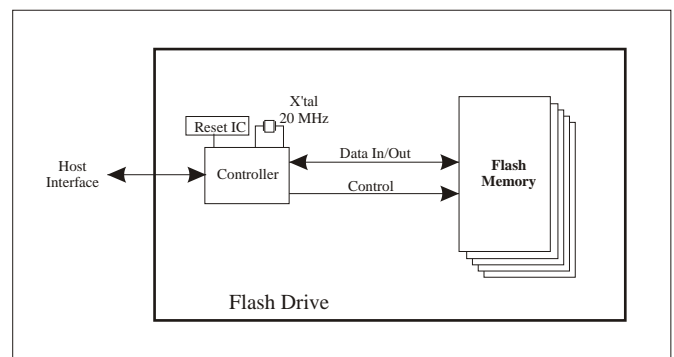 X'tal
20 MHz
Reset IC
Host
Interface
Controller
Data In/Out
Control
Flash
Memory
Flash Drive